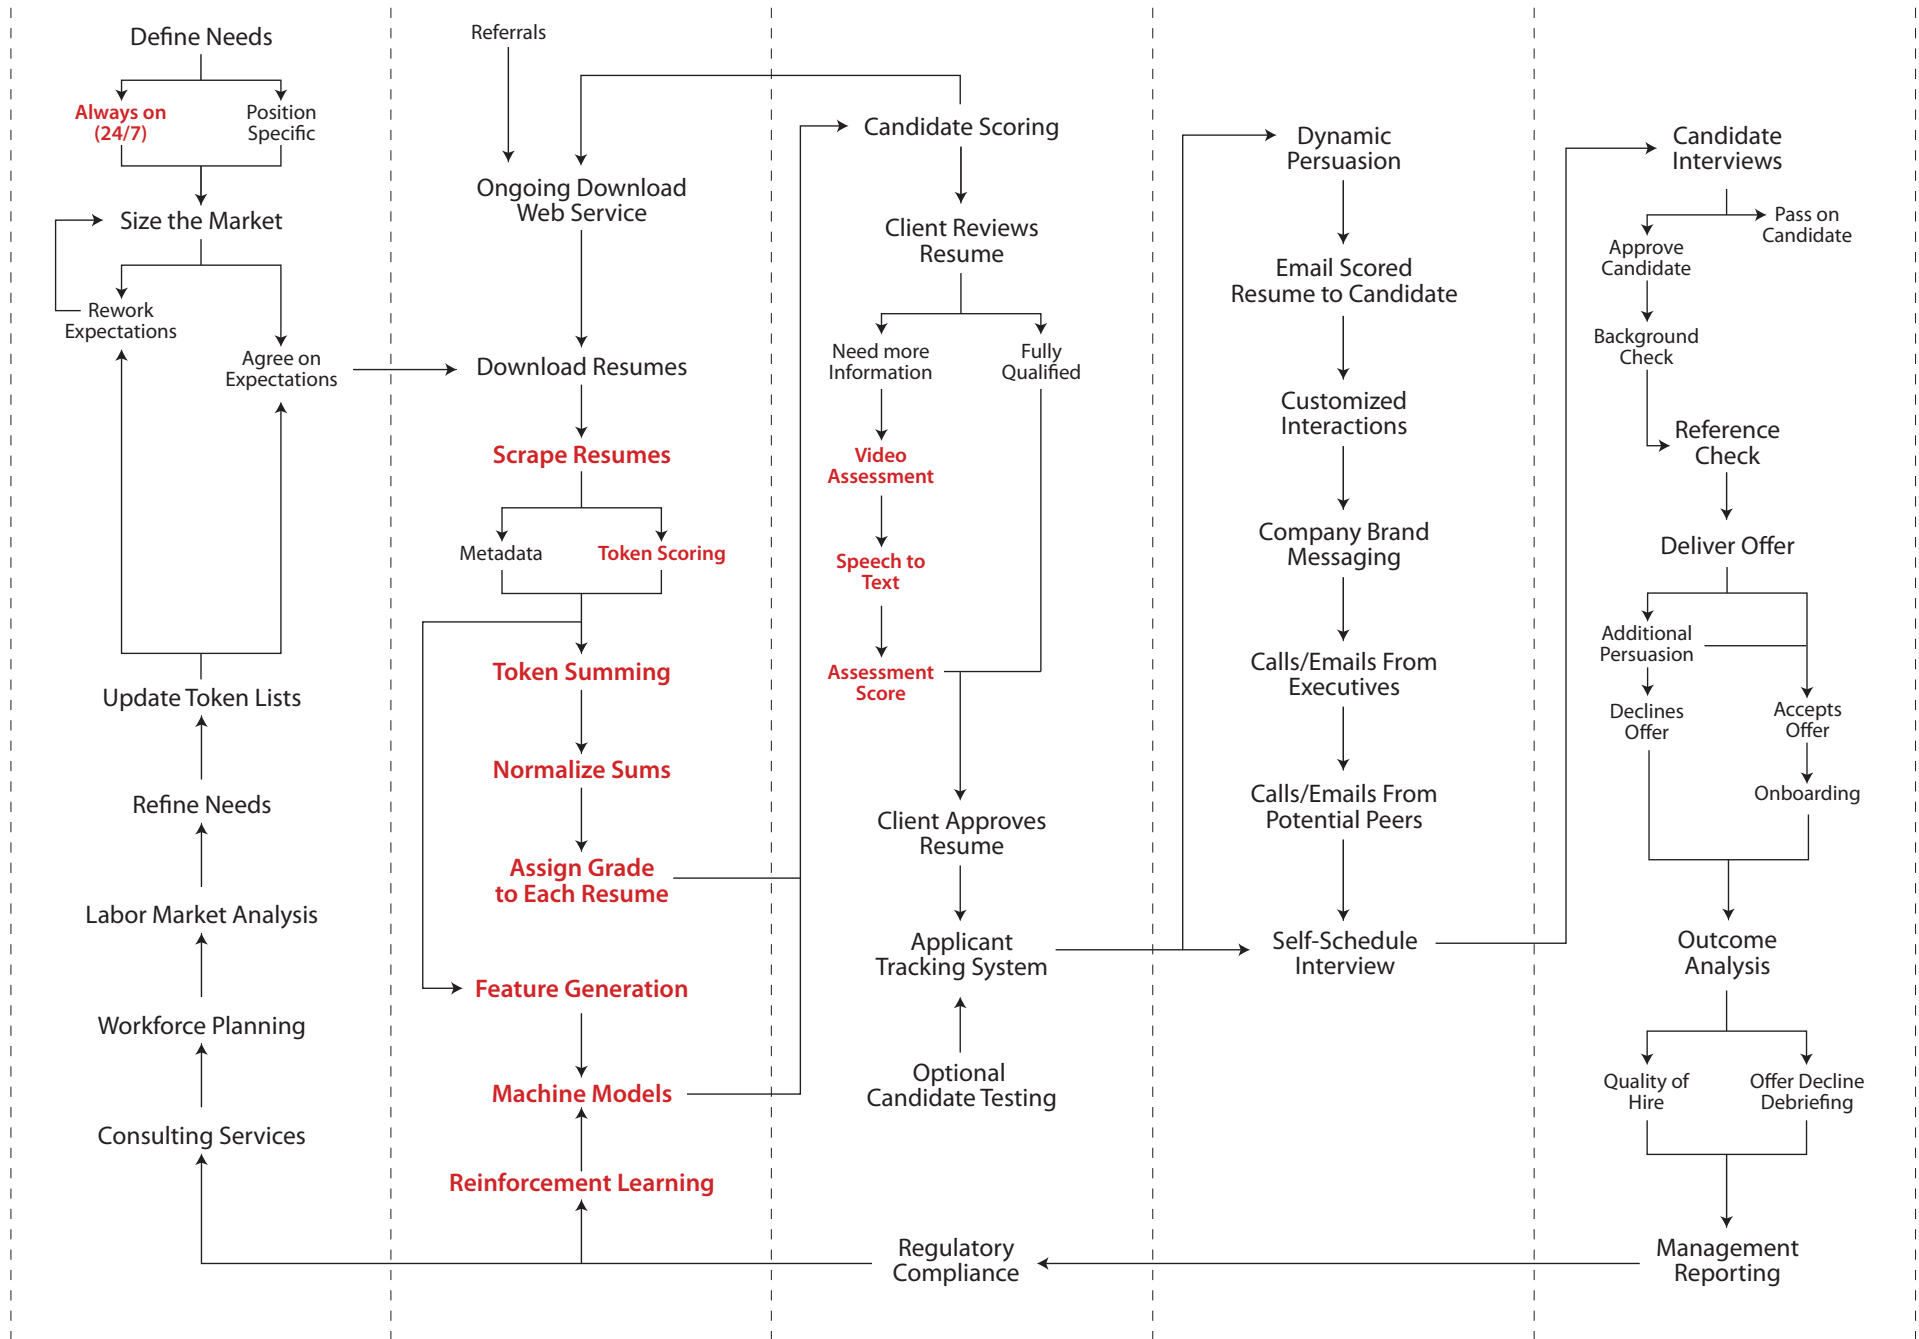 Define Needs
Always on
(24/7)
Position
Specific
Size the Market
Rework
Expectations
Agree on
Expectations
Update Token Lists
Refine Needs
Labor Market Analysis
Workforce Planning
Consulting Services
Referrals
Ongoing Download
Web Service
Download Resumes
Scrape Resumes
Metadata
Token Scoring
Token Summing
Normalize Sums
Assign Grade
to Each Resume
Feature Generation
Machine Models
Reinforcement Learning
Candidate Scoring
Client Reviews
Resume
Need more
Information
Fully
Qualified
Video
Assessment
Speech to
Text
Assessment
Score
Client Approves
Resume
Applicant
Tracking System
Optional
Candidate Testing
Regulatory
Compliance
Dynamic
Persuasion
Email Scored
Resume to Candidate
Customized
Interactions
Company Brand
Messaging
Calls/Emails From
Executives
Calls/Emails From
Potential Peers
Self-Schedule
Interview
Candidate
Interviews
Pass on
Candidate
Approve
Candidate
Background
Check
Reference
Check
Deliver Offer
Additional
Persuasion
Declines
Offer
Accepts
Offer
Onboarding
Outcome
Analysis
Quality of
Hire
Offer Decline
Debriefing
Management
Reporting